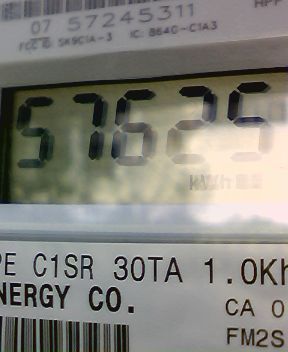 07 57245311
FCC ID: SK9C1A-3 IC: 864G-C1A3
57625
kWh
PE C1SR 30TA 1.0Kh
NERGY CO.
CA 0
FM2S